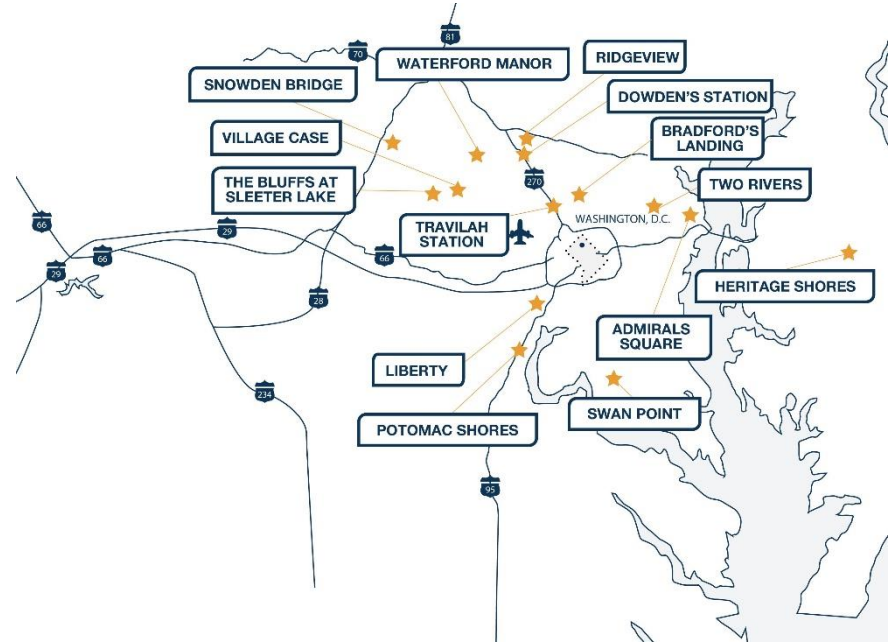 81
70
WATERFORD MANOR
RIDGEVIEW
SNOWDEN BRIDGE
DOWDEN'S STATION
VILLAGE CASE
BRADFORD'S
LANDING
270
THE BLUFFS AT
SLEETER LAKE
TWO RIVERS
TRAVILAH
STATION
WASHINGTON, D.C.
66
29
66
66
29
28
HERITAGE SHORES
ADMIRALS
SQUARE
LIBERTY
234
SWAN POINT
POTOMAC SHORES
95